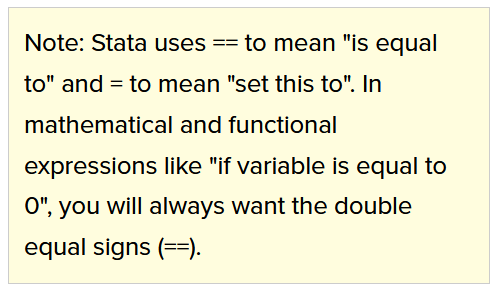 Note: Stata uses == to mean "is equal
to" and = to mean "set this to". In
mathematical and functional
expressions like "if variable is equal to
0", you will always want the double
equal signs (==).